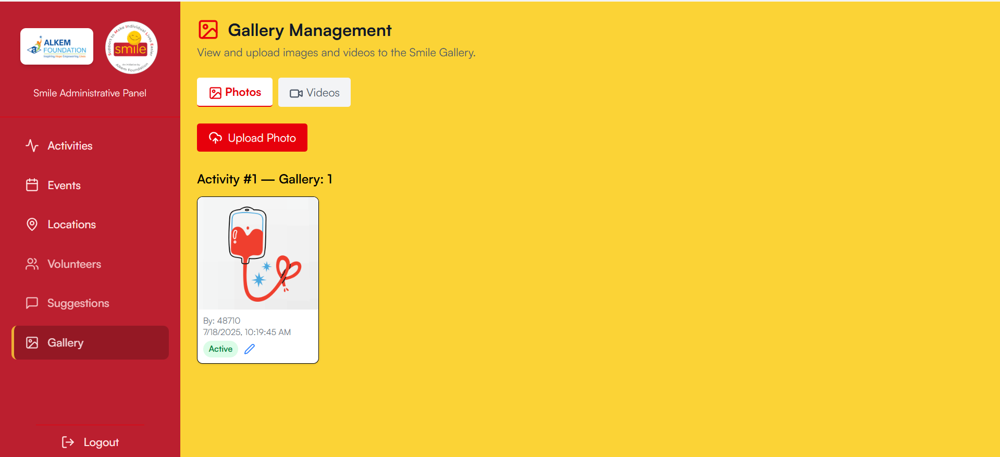 ALKEM
FOUNDATION
Inspiring Hope Empowering Lives
Support to Make Individual Lives Easier
smile
An Initiative by
Alkem Foundation
Smile Administrative Panel
Activities
Events
Locations
Volunteers
Suggestions
Gallery
Logout
Gallery Management
View and upload images and videos to the Smile Gallery.
Photos
Videos
Upload Photo
Activity #1 — Gallery: 1
By: 48710
7/18/2025, 10:19:45 AM
Active